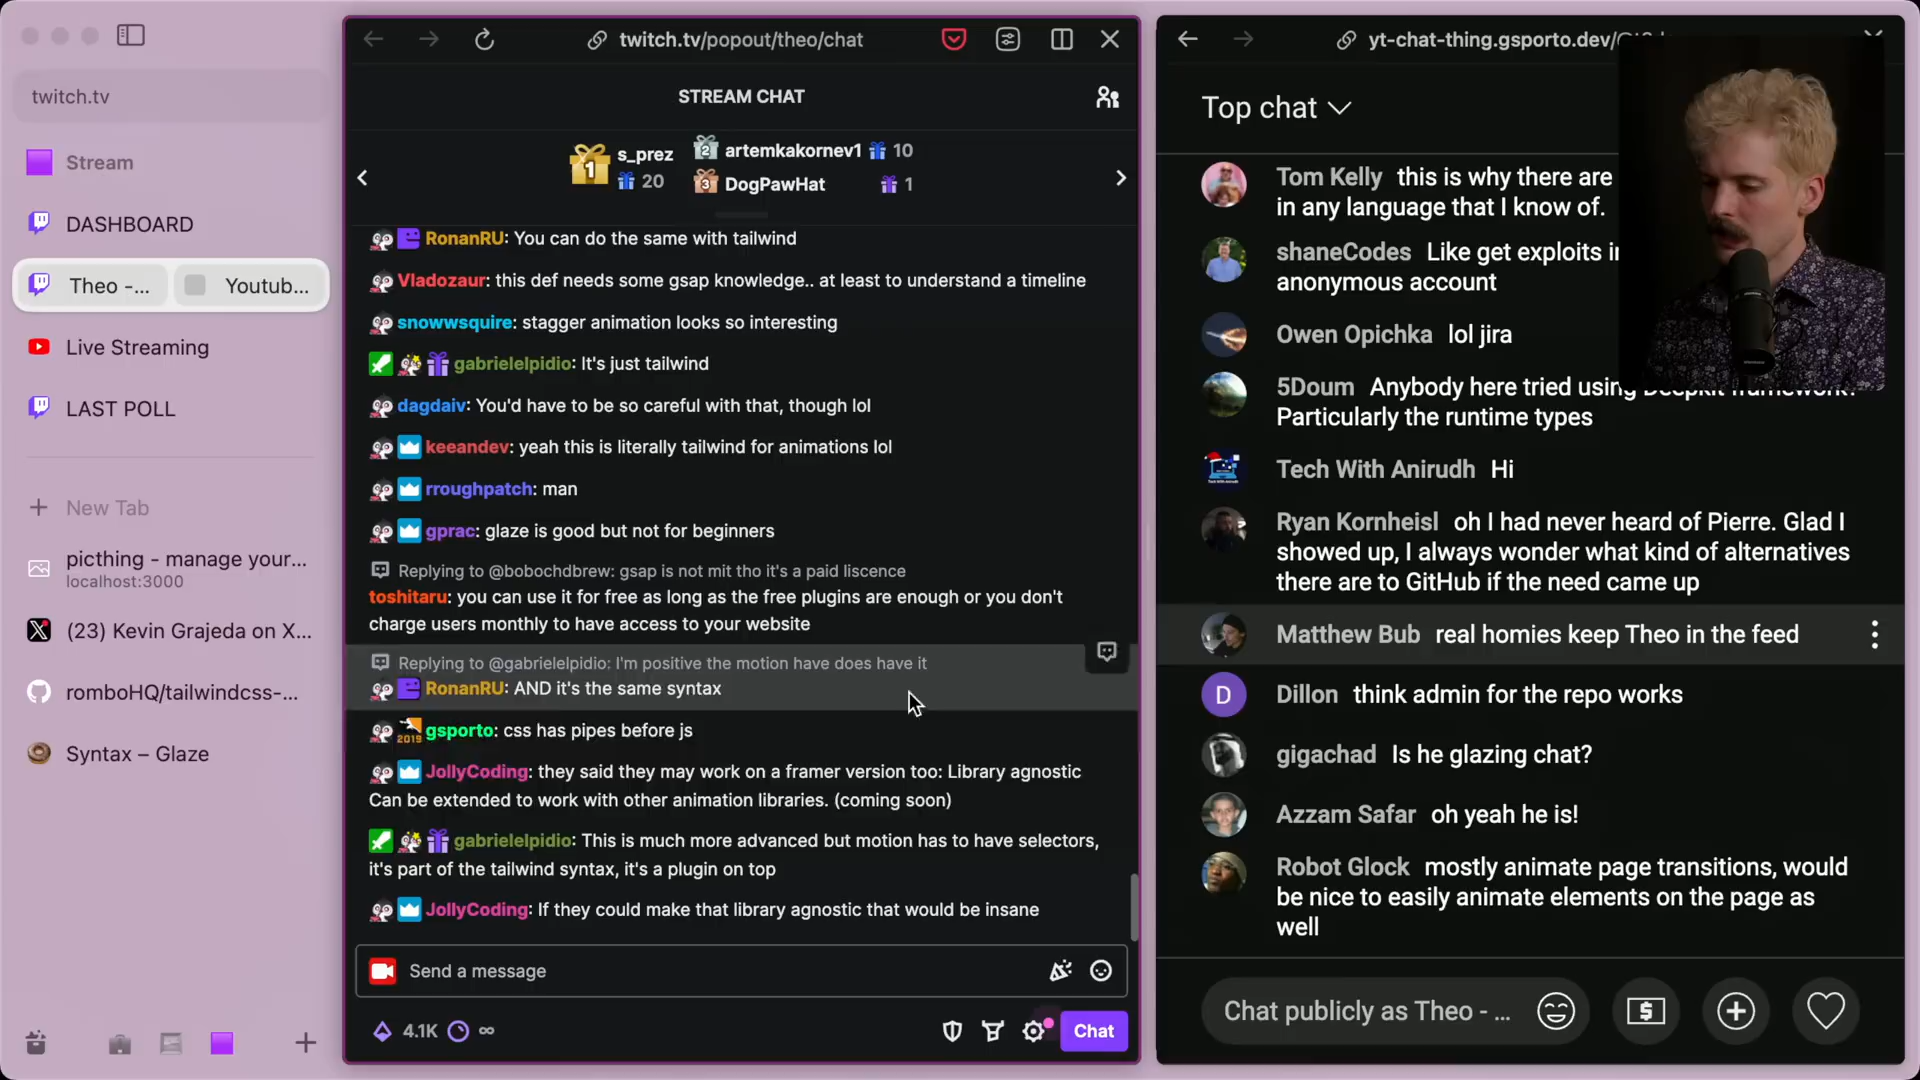 twitch.tv
Stream
DASHBOARD
Theo -...
Youtub...
Live Streaming
LAST POLL
New Tab
picthing - manage your...
localhost:3000
(23) Kevin Grajeda on X...
romboHQ/tailwindcss-...
Syntax – Glaze
twitch.tv/popout/theo/chat
STREAM CHAT
1
s_prez
20
2
artemkakornev1
10
3
DogPawHat
1
RonanRU: You can do the same with tailwind
Vladozaur: this def needs some gsap knowledge.. at least to understand a timeline
snowwsquire: stagger animation looks so interesting
gabrielelpidio: It's just tailwind
dagdaiv: You'd have to be so careful with that, though lol
keeandev: yeah this is literally tailwind for animations lol
rroughpatch: man
gprac: glaze is good but not for beginners
Replying to @bobochdbrew: gsap is not mit tho it's a paid liscence
toshitaru: you can use it for free as long as the free plugins are enough or you don't
charge users monthly to have access to your website
Replying to @gabrielelpidio: I'm positive the motion have does have it
RonanRU: AND it's the same syntax
2019
gsporto: css has pipes before js
JollyCoding: they said they may work on a framer version too: Library agnostic
Can be extended to work with other animation libraries. (coming soon)
gabrielelpidio: This is much more advanced but motion has to have selectors,
it's part of the tailwind syntax, it's a plugin on top
JollyCoding: If they could make that library agnostic that would be insane
Send a message
4.1K
∞
Chat
yt-chat-thing.gsporto.dev/
Top chat
Tom Kelly this is why there are
in any language that I know of.
shaneCodes Like get exploits in
anonymous account
Owen Opichka lol jira
5Doum Anybody here tried using Deepkit framework?
Particularly the runtime types
Tech With Anirudh Hi
Ryan Kornheisl oh I had never heard of Pierre. Glad I
showed up, I always wonder what kind of alternatives
there are to GitHub if the need came up
Matthew Bub real homies keep Theo in the feed
D
Dillon think admin for the repo works
gigachad Is he glazing chat?
Azzam Safar oh yeah he is!
Robot Glock mostly animate page transitions, would
be nice to easily animate elements on the page as
well
Chat publicly as Theo - ...